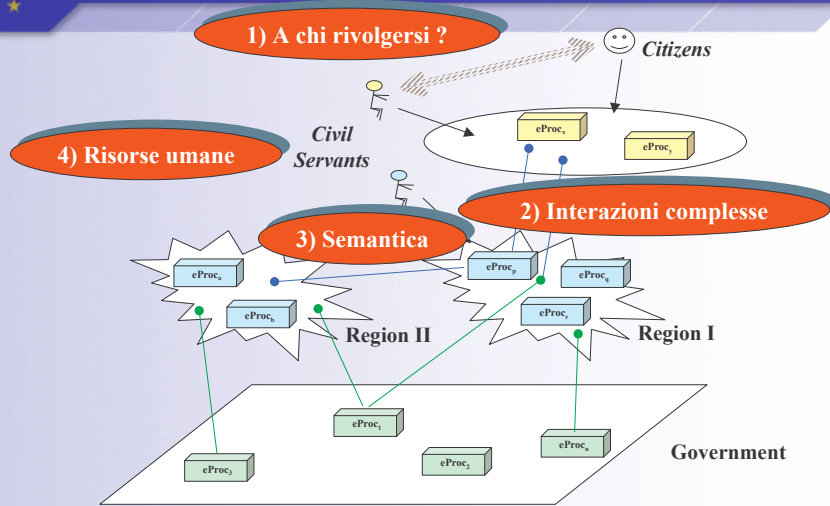 1) A chi rivolgersi ?
Citizens
eProcx
eProcy
Civil
Servants
4) Risorse umane
2) Interazioni complesse
3) Semantica
eProca
eProcb
Region II
eProcp
eProcq
eProcr
Region I
eProc1
eProc3
eProc2
eProcn
Government